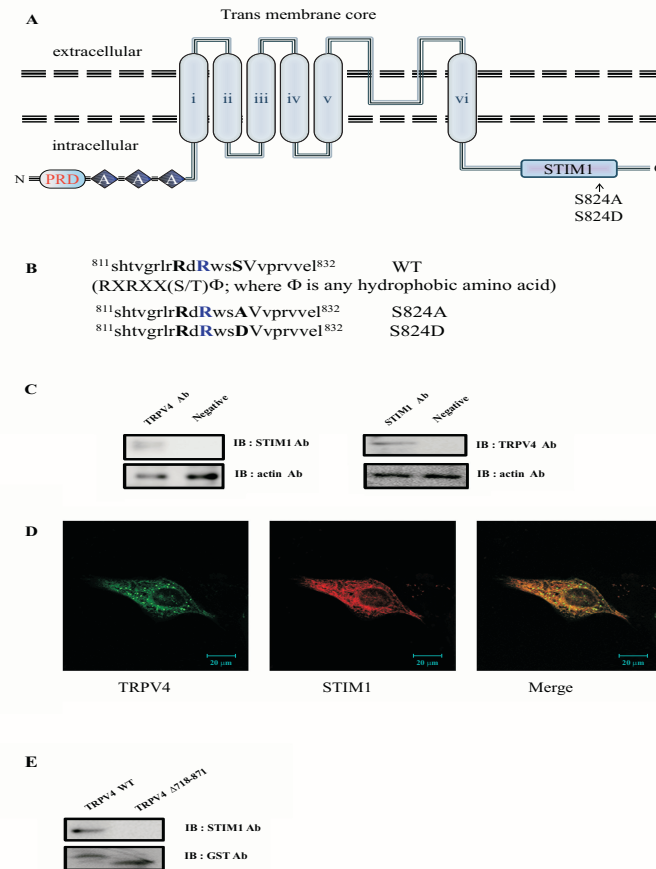 A
Trans membrane core
extracellular
i ii iii iv v vi
intracellular
N PRD A A A STIM1
S824A
S824D
B
⁸¹¹shtvgrlrRdRwsSVvprvvel⁸³² WT
(RXRXX(S/T)Φ; where Φ is any hydrophobic amino acid)
⁸¹¹shtvgrlrRdRwsAVvprvvel⁸³² S824A
⁸¹¹shtvgrlrRdRwsDVvprvvel⁸³² S824D
C
TRPV4 Ab Negative
IB : STIM1 Ab
IB : actin Ab
STIM1 Ab Negative
IB : TRPV4 Ab
IB : actin Ab
D
20 μm 20 μm 20 μm
TRPV4 STIM1 Merge
E
TRPV4 WT TRPV4 Δ718-871
IB : STIM1 Ab
IB : GST Ab